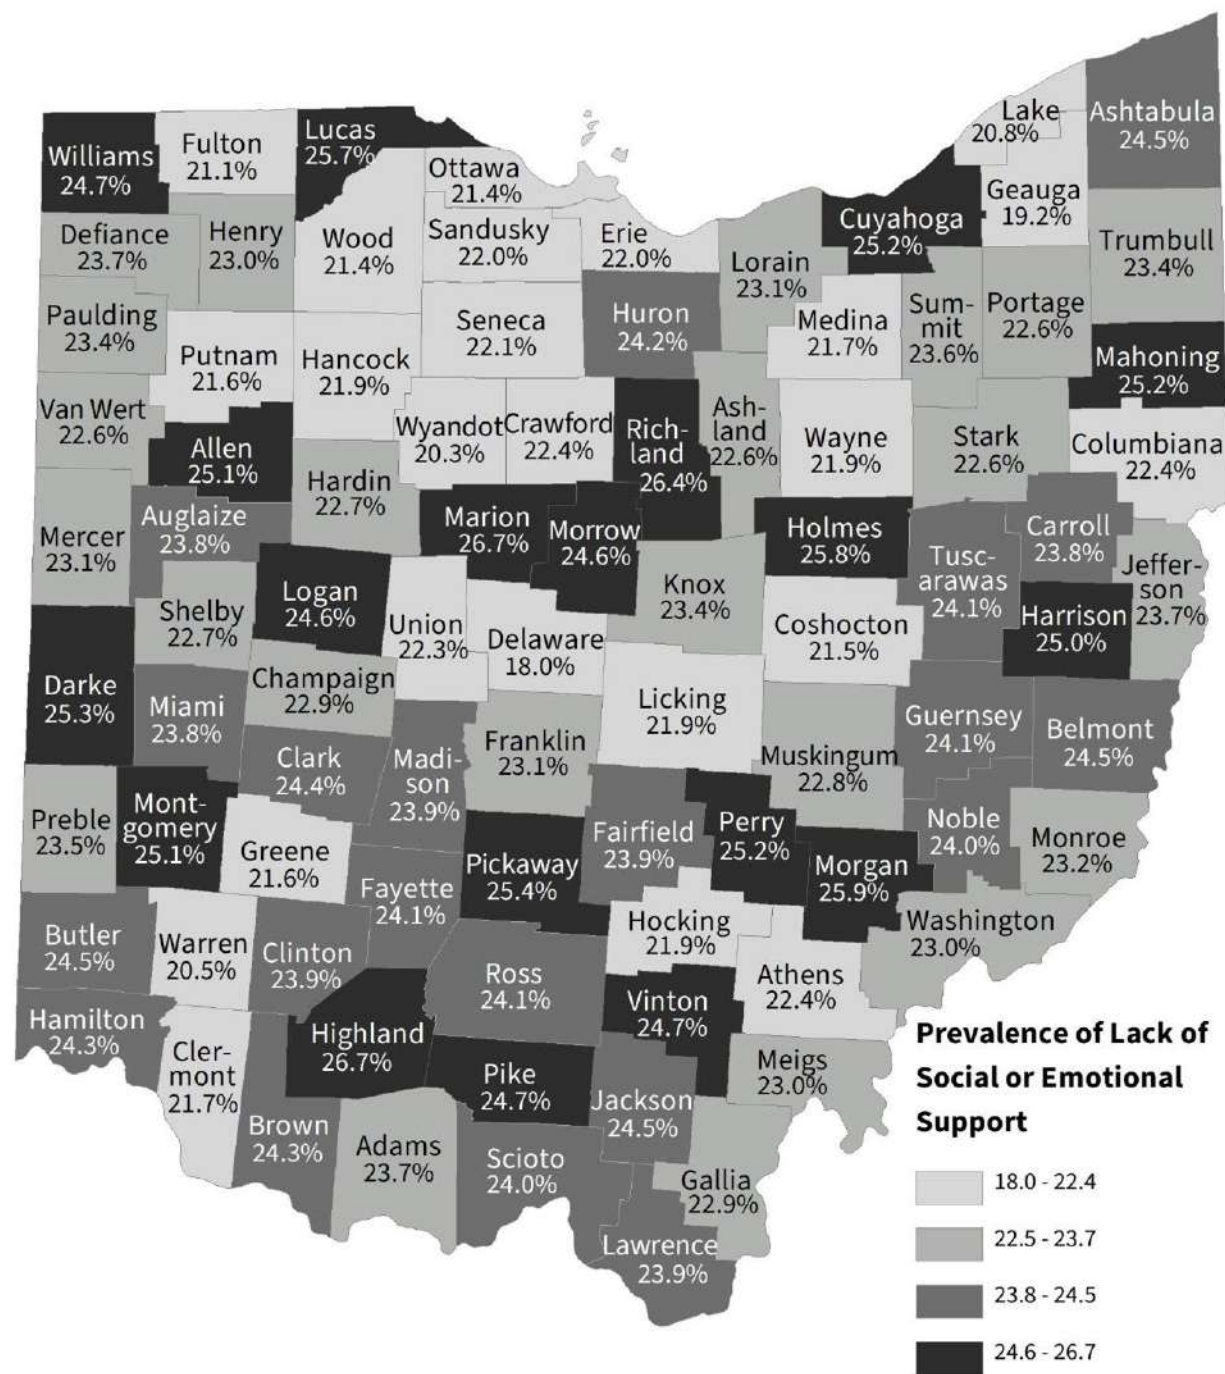 Lake
20.8%
Ashtabula
24.5%
Williams
24.7%
Fulton
21.1%
Lucas
25.7%
Ottawa
21.4%
Geauga
19.2%
Cuyahoga
25.2%
Defiance
23.7%
Henry
23.0%
Wood
21.4%
Sandusky
22.0%
Erie
22.0%
Lorain
23.1%
Trumbull
23.4%
Paulding
23.4%
Putnam
21.6%
Hancock
21.9%
Seneca
22.1%
Huron
24.2%
Medina
21.7%
Sum-
mit
23.6%
Portage
22.6%
Mahoning
25.2%
Van Wert
22.6%
Allen
25.1%
Hardin
22.7%
Wyandot
20.3%
Crawford
22.4%
Rich-
land
26.4%
Ash-
land
22.6%
Wayne
21.9%
Stark
22.6%
Columbiana
22.4%
Mercer
23.1%
Auglaize
23.8%
Marion
26.7%
Morrow
24.6%
Holmes
25.8%
Tusc-
arawas
24.1%
Carroll
23.8%
Jeffer-
son
23.7%
Shelby
22.7%
Logan
24.6%
Union
22.3%
Delaware
18.0%
Knox
23.4%
Coshocton
21.5%
Harrison
25.0%
Darke
25.3%
Miami
23.8%
Champaign
22.9%
Clark
24.4%
Madi-
son
23.9%
Franklin
23.1%
Licking
21.9%
Muskingum
22.8%
Guernsey
24.1%
Belmont
24.5%
Preble
23.5%
Mont-
gomery
25.1%
Greene
21.6%
Fayette
24.1%
Pickaway
25.4%
Fairfield
23.9%
Perry
25.2%
Morgan
25.9%
Noble
24.0%
Monroe
23.2%
Butler
24.5%
Warren
20.5%
Clinton
23.9%
Ross
24.1%
Hocking
21.9%
Athens
22.4%
Washington
23.0%
Hamilton
24.3%
Cler-
mont
21.7%
Highland
26.7%
Pike
24.7%
Vinton
24.7%
Meigs
23.0%
Brown
24.3%
Adams
23.7%
Scioto
24.0%
Jackson
24.5%
Gallia
22.9%
Lawrence
23.9%
Prevalence of Lack of
Social or Emotional
Support
18.0 - 22.4
22.5 - 23.7
23.8 - 24.5
24.6 - 26.7